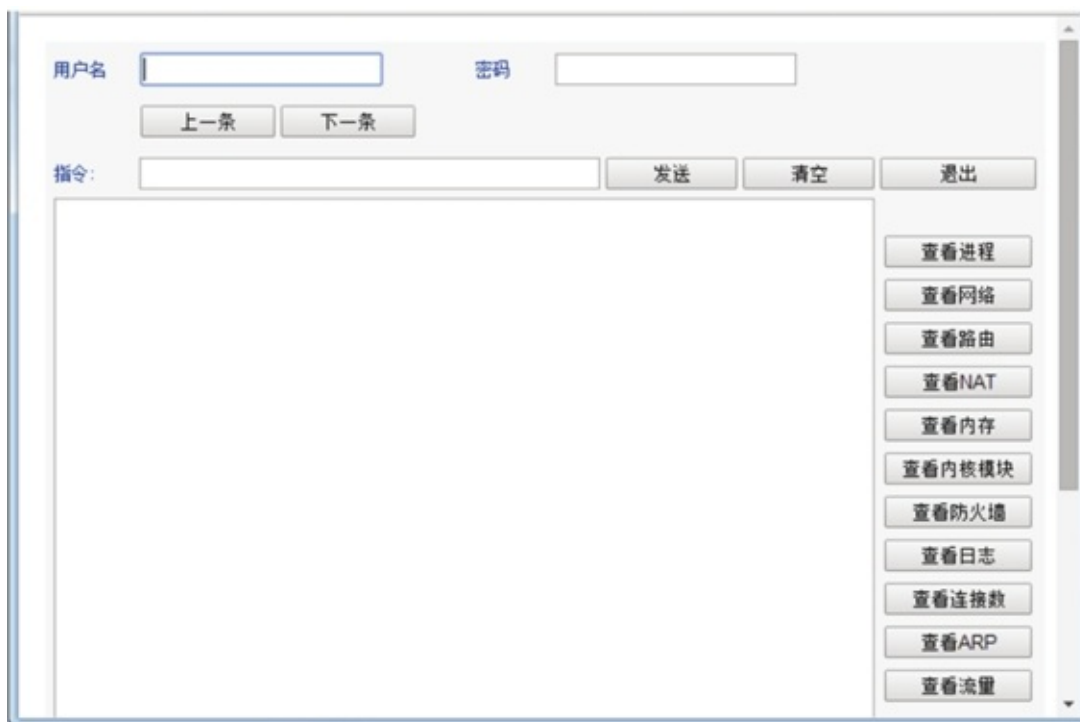 用户名 密码
上一条 下一条
指令: 发送 清空 退出
查看进程
查看网络
查看路由
查看NAT
查看内存
查看内核模块
查看防火墙
查看日志
查看连接数
查看ARP
查看流量